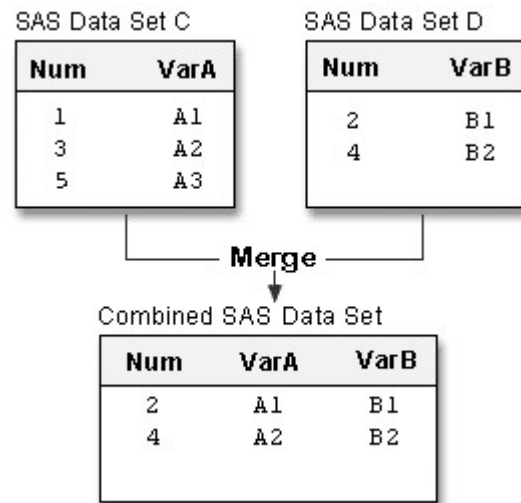 SAS Data Set C
Num VarA
1 A1
3 A2
5 A3
SAS Data Set D
Num VarB
2 B1
4 B2
Merge
Combined SAS Data Set
Num VarA VarB
2 A1 B1
4 A2 B2